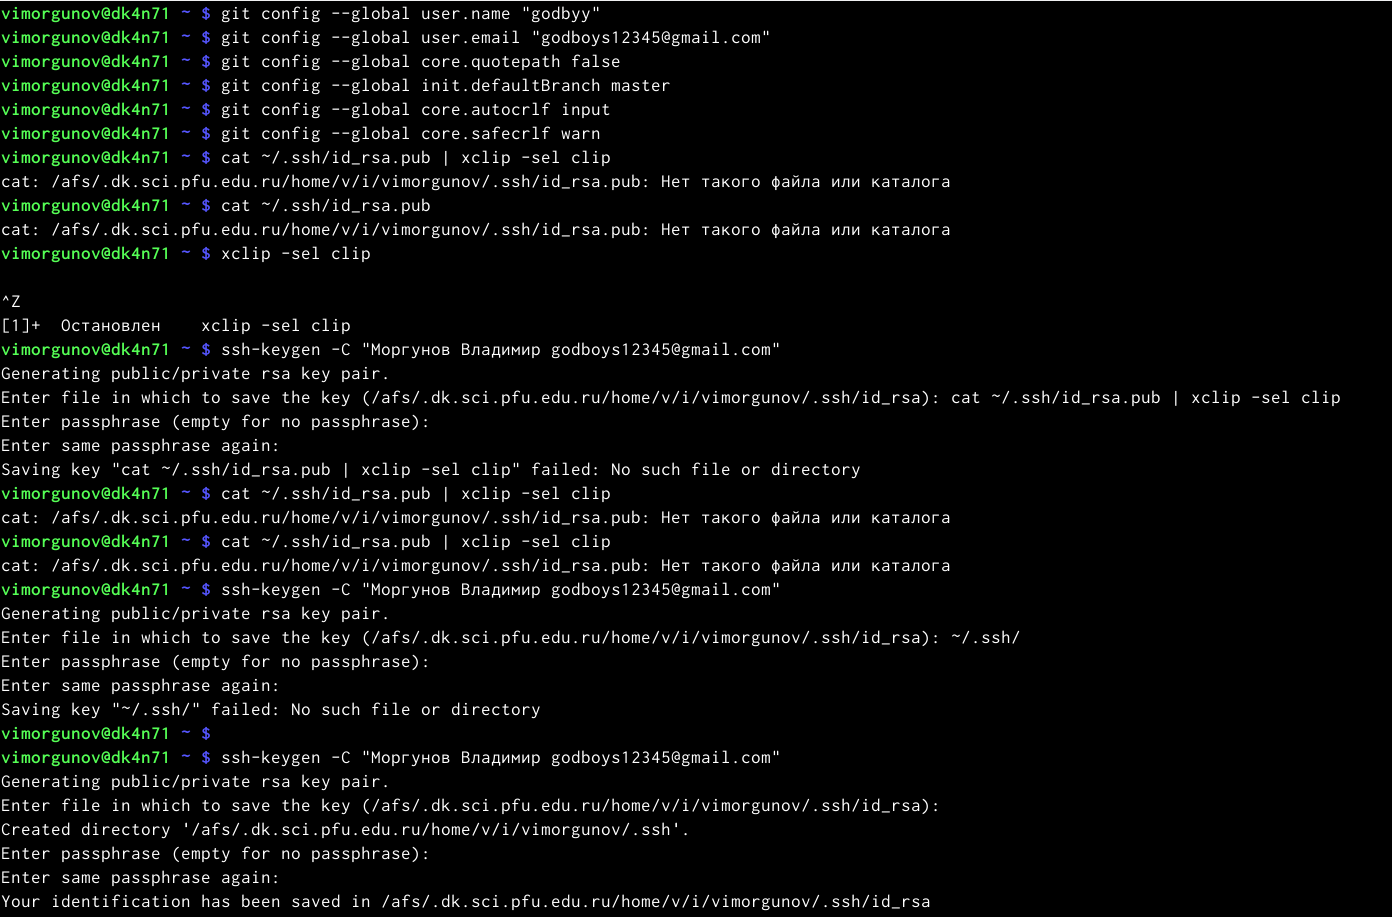 vimorgunov@dk4n71 ~ $ git config --global user.name "godbyy"
vimorgunov@dk4n71 ~ $ git config --global user.email "godboys12345@gmail.com"
vimorgunov@dk4n71 ~ $ git config --global core.quotepath false
vimorgunov@dk4n71 ~ $ git config --global init.defaultBranch master
vimorgunov@dk4n71 ~ $ git config --global core.autocrlf input
vimorgunov@dk4n71 ~ $ git config --global core.safecrlf warn
vimorgunov@dk4n71 ~ $ cat ~/.ssh/id_rsa.pub | xclip -sel clip
cat: /afs/.dk.sci.pfu.edu.ru/home/v/i/vimorgunov/.ssh/id_rsa.pub: Нет такого файла или каталога
vimorgunov@dk4n71 ~ $ cat ~/.ssh/id_rsa.pub
cat: /afs/.dk.sci.pfu.edu.ru/home/v/i/vimorgunov/.ssh/id_rsa.pub: Нет такого файла или каталога
vimorgunov@dk4n71 ~ $ xclip -sel clip
^Z
[1]+  Остановлен    xclip -sel clip
vimorgunov@dk4n71 ~ $ ssh-keygen -C "Моргунов Владимир godboys12345@gmail.com"
Generating public/private rsa key pair.
Enter file in which to save the key (/afs/.dk.sci.pfu.edu.ru/home/v/i/vimorgunov/.ssh/id_rsa): cat ~/.ssh/id_rsa.pub | xclip -sel clip
Enter passphrase (empty for no passphrase):
Enter same passphrase again:
Saving key "cat ~/.ssh/id_rsa.pub | xclip -sel clip" failed: No such file or directory
vimorgunov@dk4n71 ~ $ cat ~/.ssh/id_rsa.pub | xclip -sel clip
cat: /afs/.dk.sci.pfu.edu.ru/home/v/i/vimorgunov/.ssh/id_rsa.pub: Нет такого файла или каталога
vimorgunov@dk4n71 ~ $ cat ~/.ssh/id_rsa.pub | xclip -sel clip
cat: /afs/.dk.sci.pfu.edu.ru/home/v/i/vimorgunov/.ssh/id_rsa.pub: Нет такого файла или каталога
vimorgunov@dk4n71 ~ $ ssh-keygen -C "Моргунов Владимир godboys12345@gmail.com"
Generating public/private rsa key pair.
Enter file in which to save the key (/afs/.dk.sci.pfu.edu.ru/home/v/i/vimorgunov/.ssh/id_rsa): ~/.ssh/
Enter passphrase (empty for no passphrase):
Enter same passphrase again:
Saving key "~/.ssh/" failed: No such file or directory
vimorgunov@dk4n71 ~ $
vimorgunov@dk4n71 ~ $ ssh-keygen -C "Моргунов Владимир godboys12345@gmail.com"
Generating public/private rsa key pair.
Enter file in which to save the key (/afs/.dk.sci.pfu.edu.ru/home/v/i/vimorgunov/.ssh/id_rsa):
Created directory '/afs/.dk.sci.pfu.edu.ru/home/v/i/vimorgunov/.ssh'.
Enter passphrase (empty for no passphrase):
Enter same passphrase again:
Your identification has been saved in /afs/.dk.sci.pfu.edu.ru/home/v/i/vimorgunov/.ssh/id_rsa